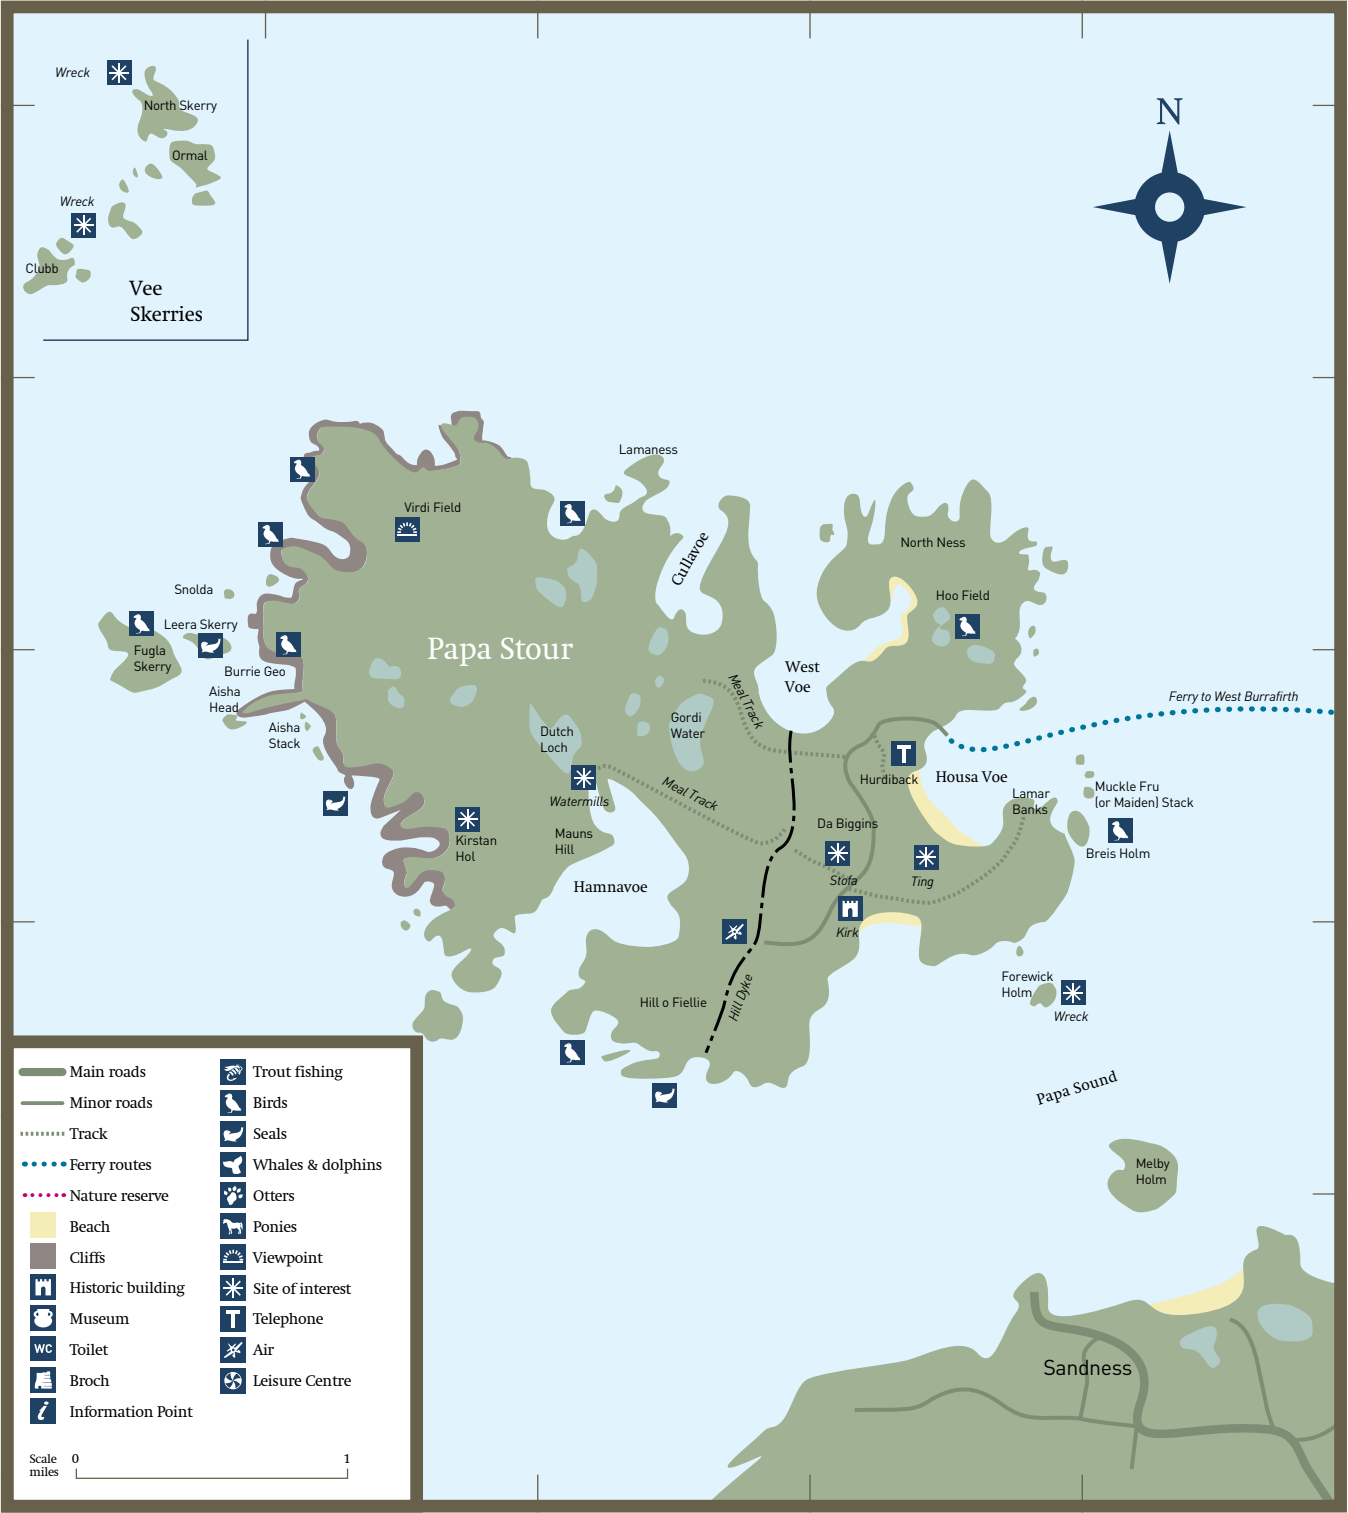 Wreck
North Skerry
Ormal
Wreck
Clubb
Vee
Skerries
N
Lamaness
Virdi Field
Cullavoe
North Ness
Snolda
Hoo Field
Leera Skerry
Fugla
Skerry
Papa Stour
Burrie Geo
West
Voe
Aisha
Head
Meal Track
Ferry to West Burrafirth
Aisha
Stack
Gordi
Water
Dutch
Loch
T
Hurdiback
Housa Voe
Watermills
Meal Track
Muckle Fru
(or Maiden) Stack
Lamar
Banks
Kirstan
Hol
Mauns
Hill
Da Biggins
Breis Holm
Stofa
Ting
Hamnavoe
Kirk
Forewick
Holm
Wreck
Hill o Fiellie
Hill Dyke
Papa Sound
Melby
Holm
Sandness
Main roads
Minor roads
Track
Ferry routes
Nature reserve
Beach
Cliffs
Historic building
Museum
WC Toilet
Broch
i Information Point
Trout fishing
Birds
Seals
Whales & dolphins
Otters
Ponies
Viewpoint
Site of interest
T Telephone
Air
Leisure Centre
Scale
miles
0 1